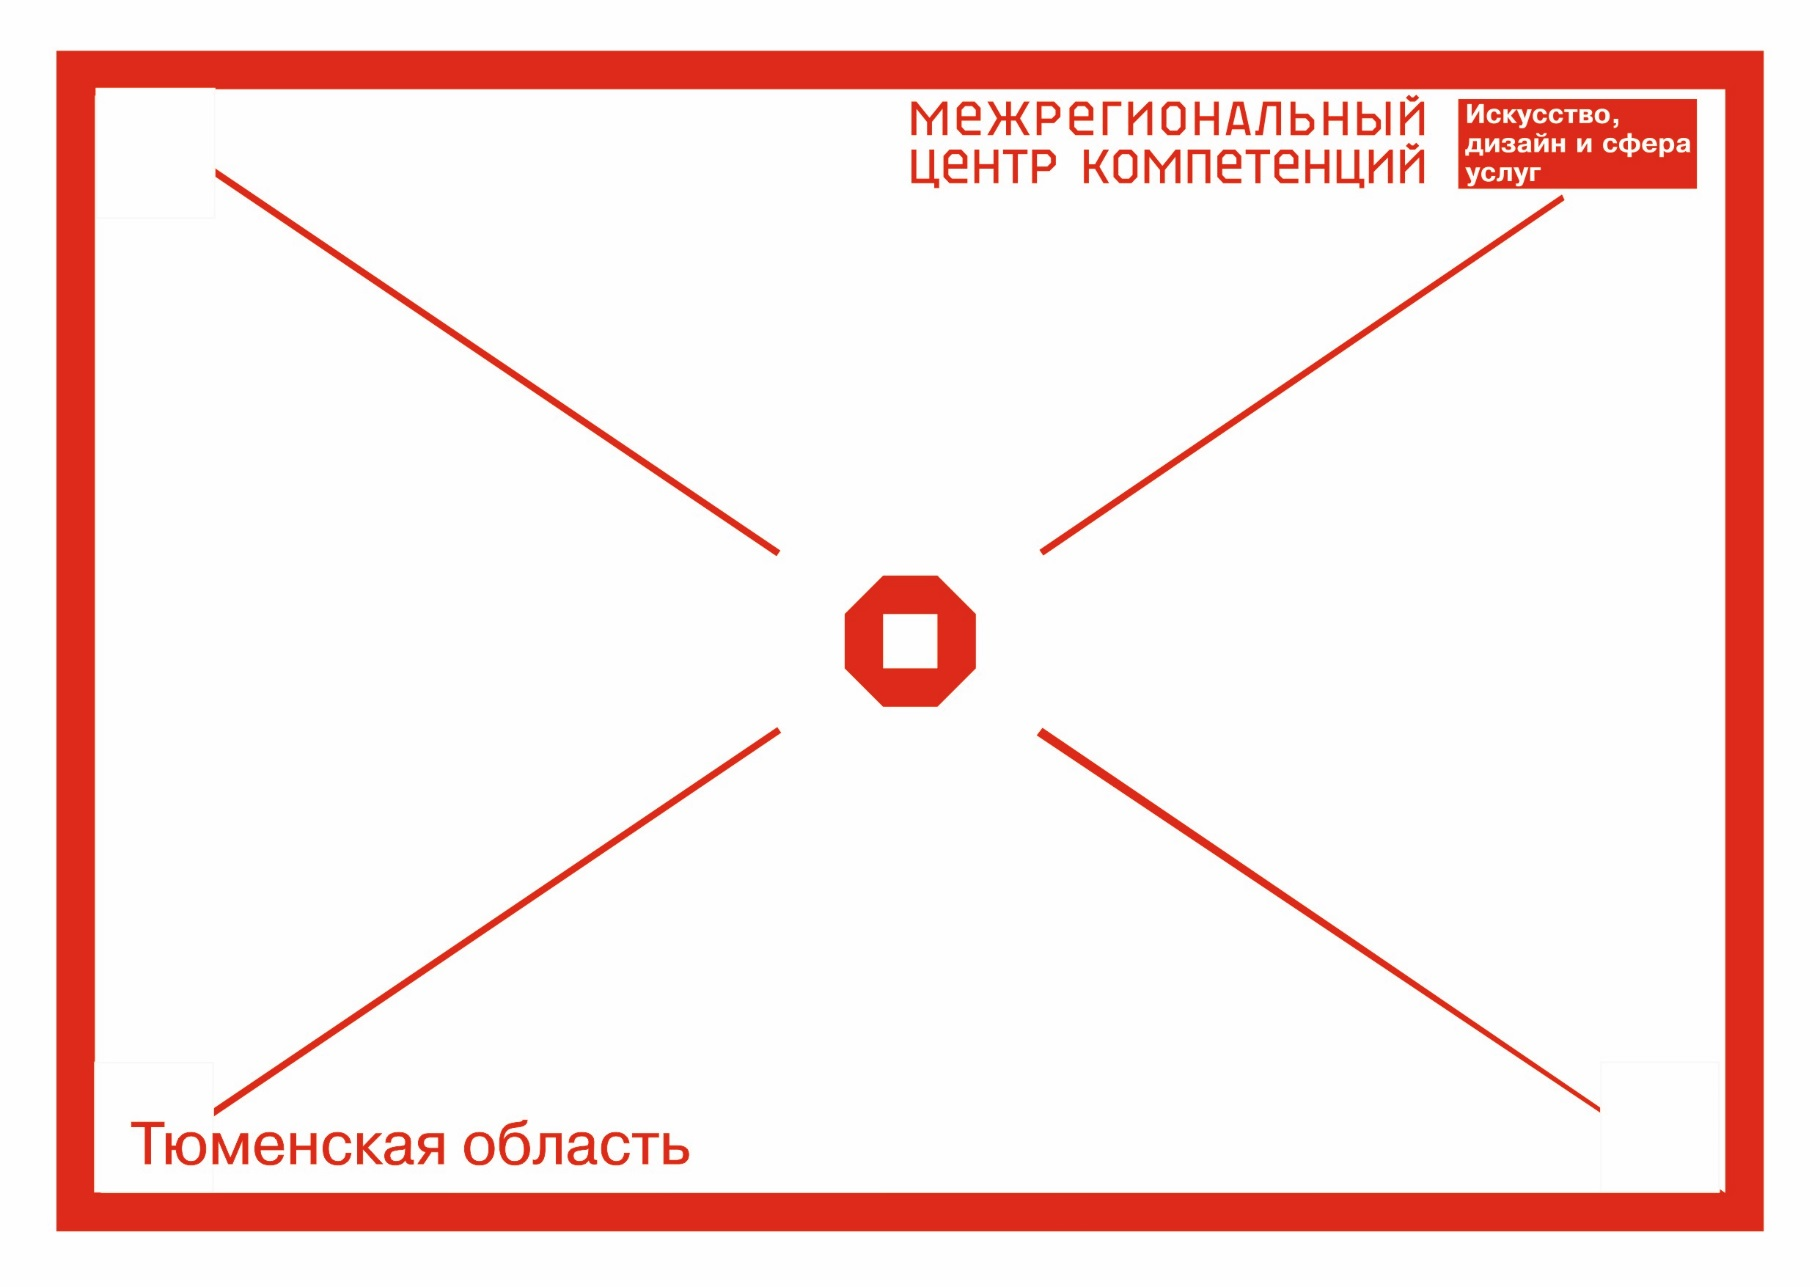 межрегиональный
центр компетенций
Искусство,
дизайн и сфера
услуг
Тюменская область